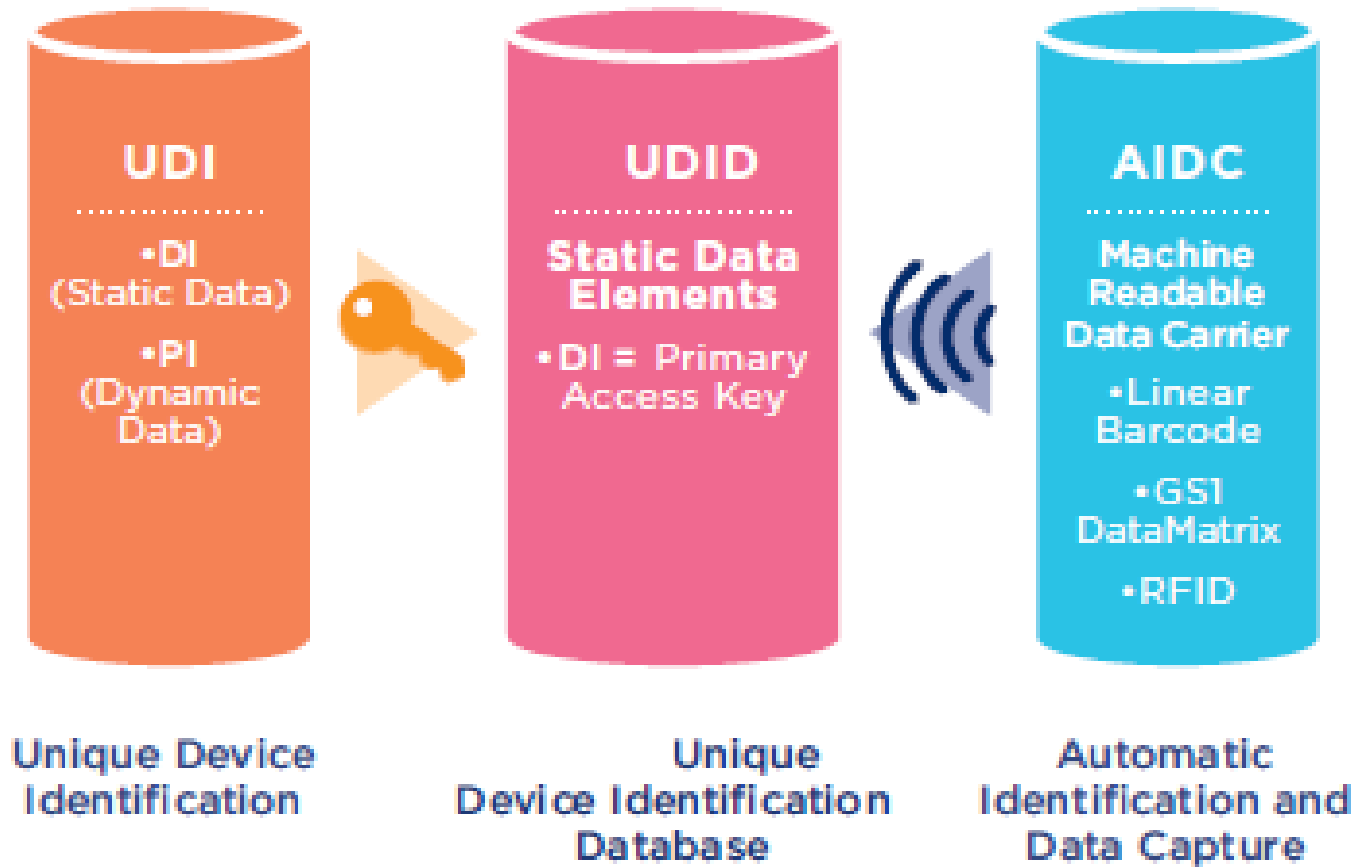 UDI
•DI
(Static Data)
•PI
(Dynamic
Data)
UDID
Static Data
Elements
•DI = Primary
Access Key
AIDC
Machine
Readable
Data Carrier
•Linear
Barcode
•GS1
DataMatrix
•RFID
Unique Device
Identification
Unique
Device Identification
Database
Automatic
Identification and
Data Capture